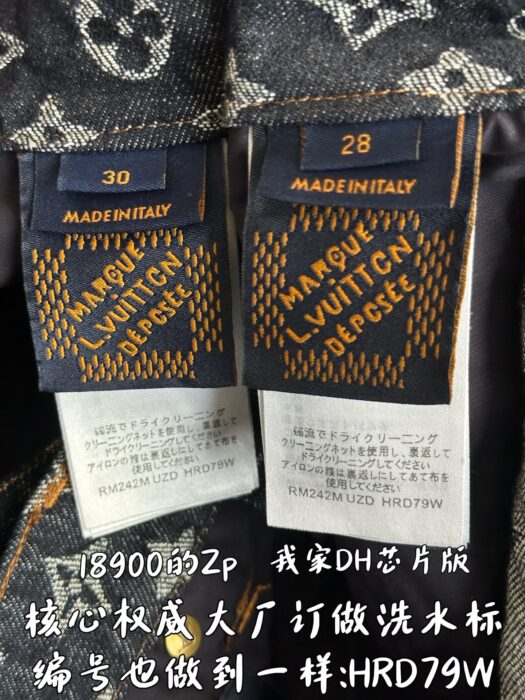 30
MADE IN ITALY
MARQUE
L.VUITTON
DÉPOSÉE
弱流でドライクリーニング
クリーニングネットを使用し、裏返して
ドライクリーニングしてください
アイロンの際は裏返しにしてあて布を
使用してください
RM242M UZD HRD79W
28
MADE IN ITALY
MARQUE
L.VUITTON
DÉPOSÉE
弱流でドライクリーニング
クリーニングネットを使用し、裏返して
ドライクリーニングしてください
アイロンの際は裏返しにしてあて布を
使用してください
RM242M UZD HRD79W
18900的Zp 我家DH芯片版
核心权威大厂订做洗水标
编号也做到一样:HRD79W